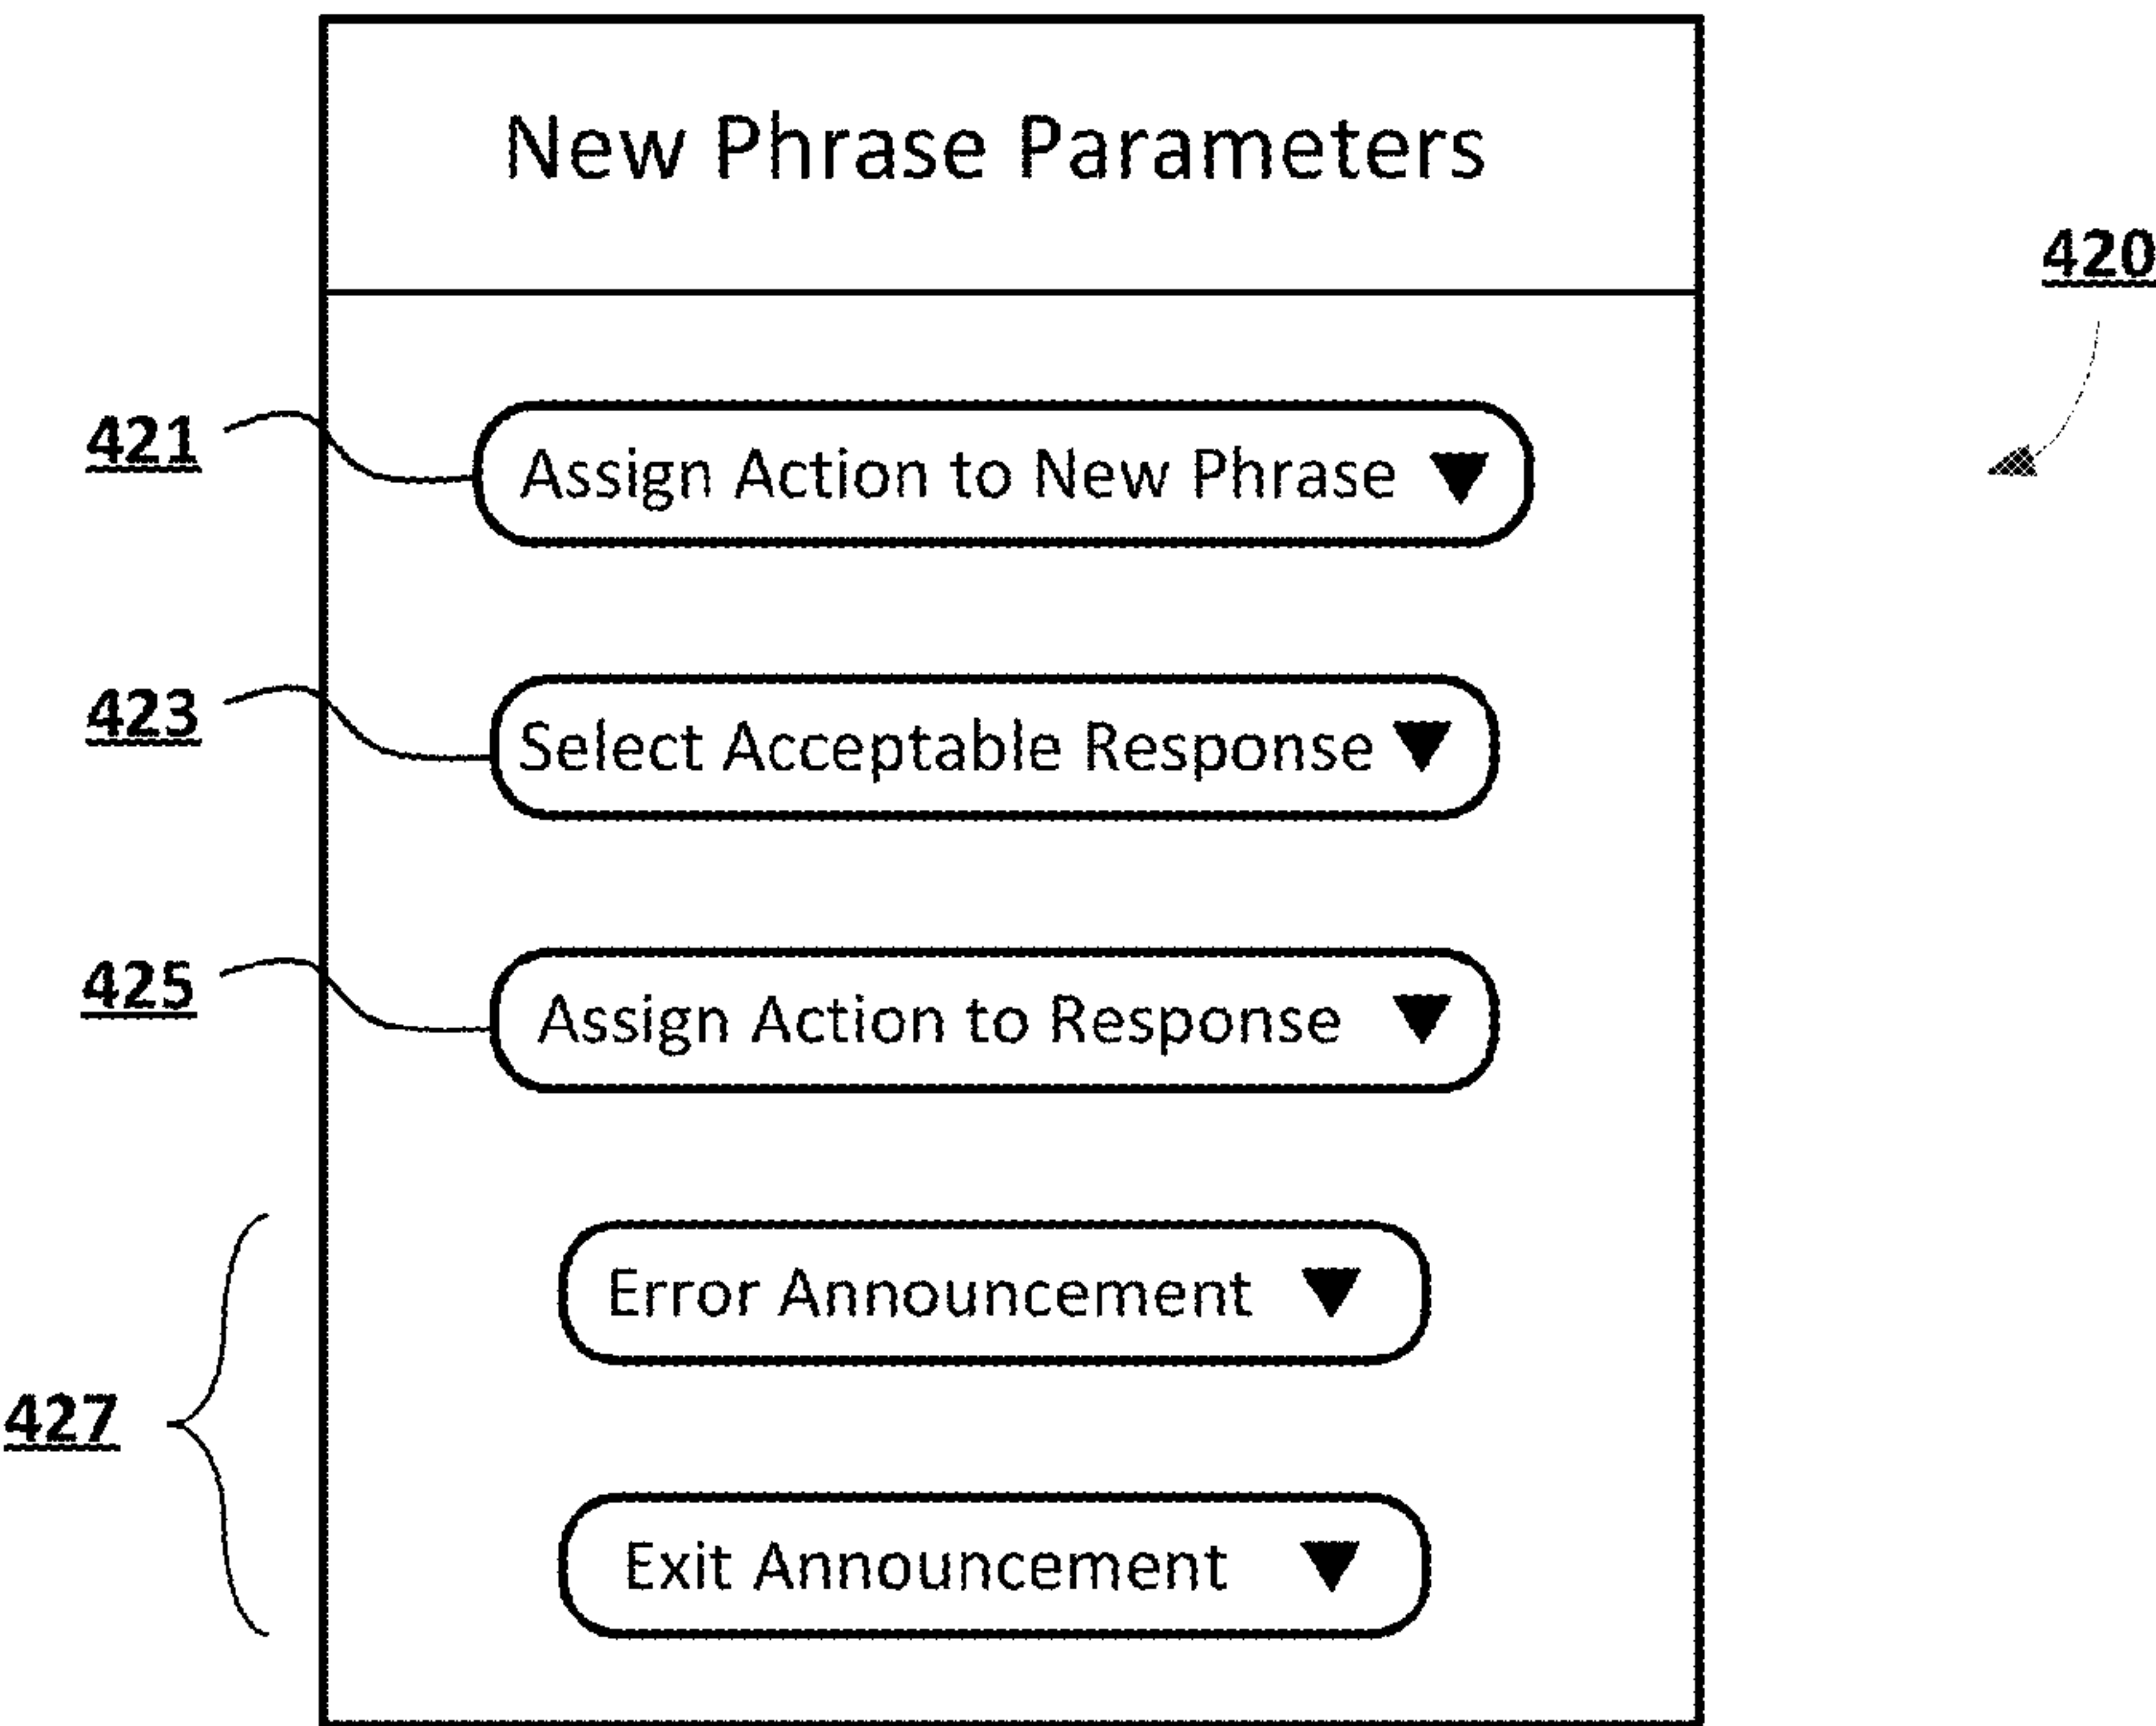 New Phrase Parameters
420
421
Assign Action to New Phrase
423
Select Acceptable Response
425
Assign Action to Response
Error Announcement
427
Exit Announcement